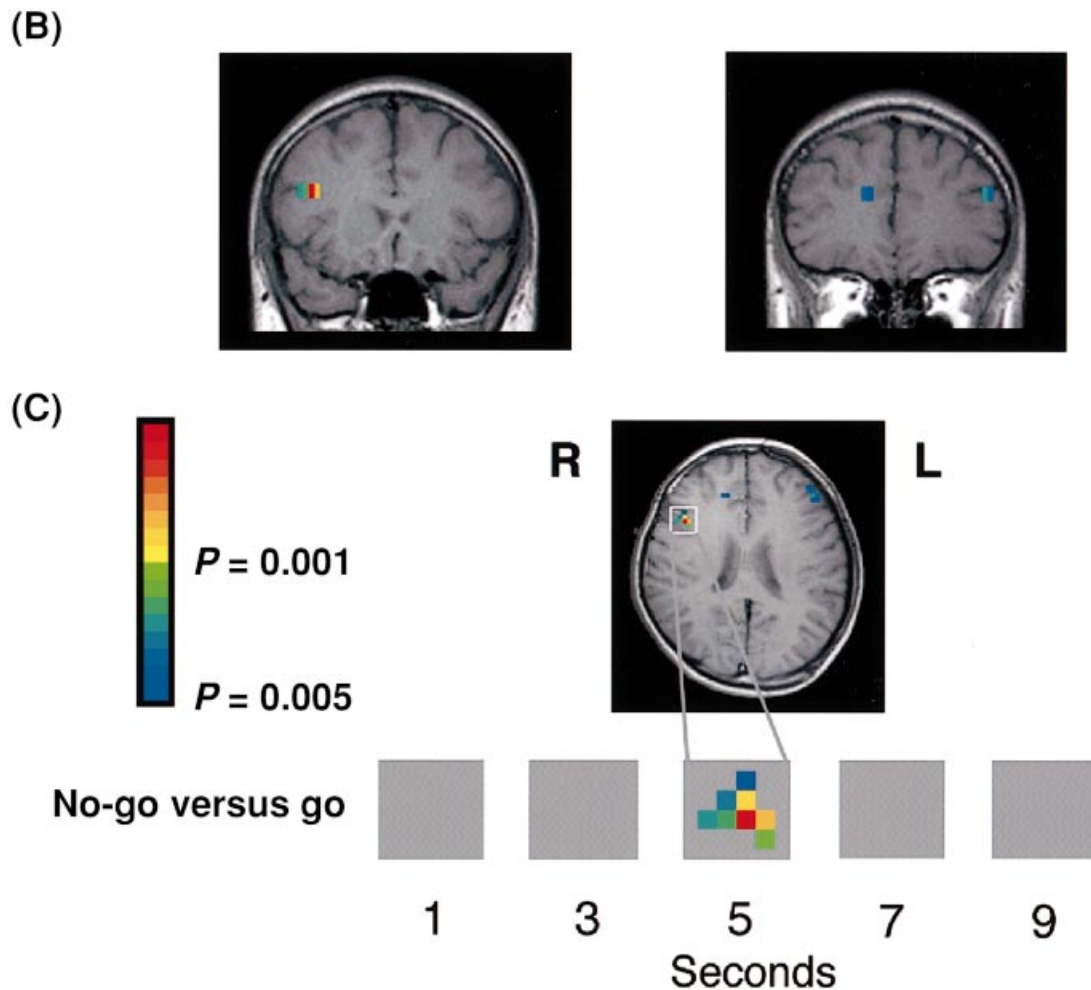 (B)
(C)
R L
P = 0.001
P = 0.005
No-go versus go
1 3 5 7 9
Seconds